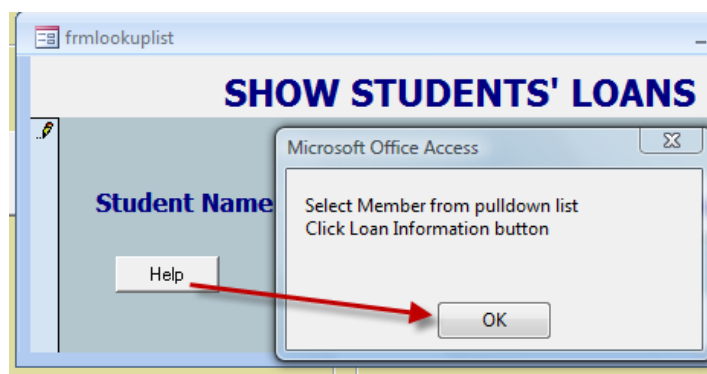 frmlookuplist
SHOW STUDENTS' LOANS
Microsoft Office Access
Student Name
Select Member from pulldown list
Click Loan Information button
Help
OK